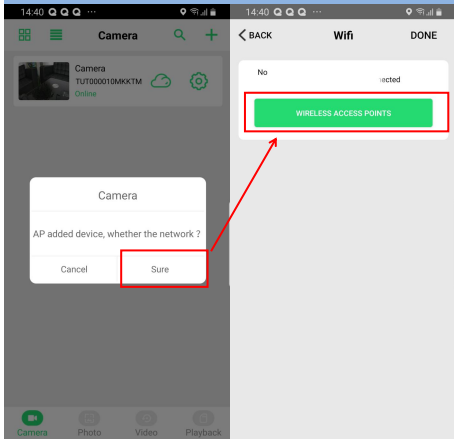 14:40 Q Q Q ...
Camera
Camera
TUT000010MKKTM
Online
Camera
AP added device, whether the network ?
Cancel
Sure
Camera
Photo
Video
Playback
14:40 Q Q Q ...
< BACK
Wifi
DONE
No
nected
WIRELESS ACCESS POINTS